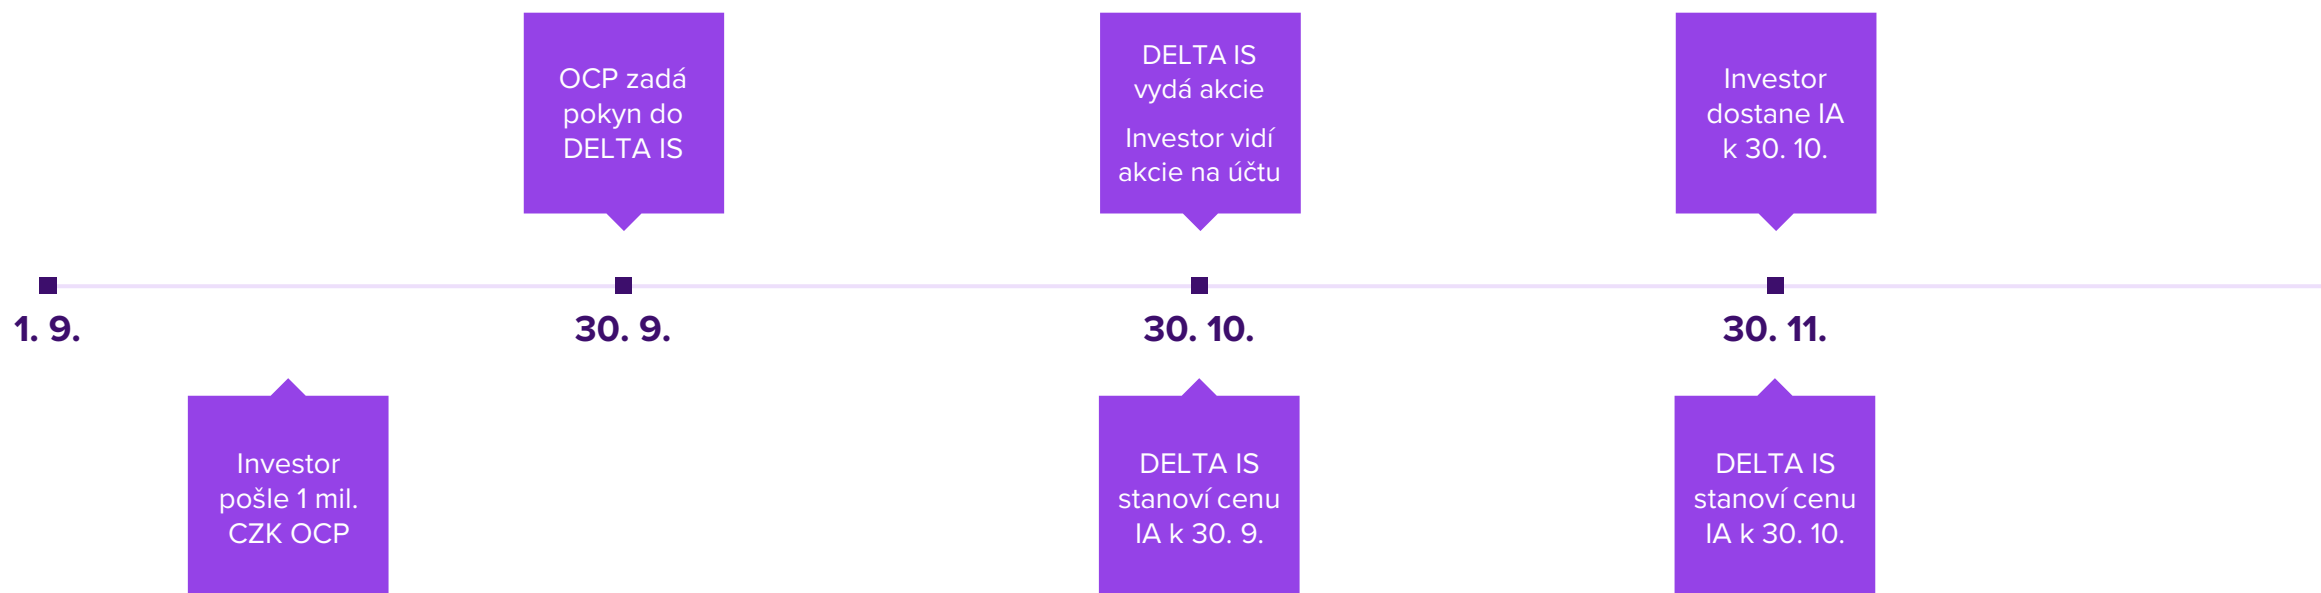 OCP zadá
pokyn do
DELTA IS
DELTA IS
vydá akcie
Investor vidí
akcie na účtu
Investor
dostane IA
k 30. 10.
1. 9.
30. 9.
30. 10.
30. 11.
Investor
pošle 1 mil.
CZK OCP
DELTA IS
stanoví cenu
IA k 30. 9.
DELTA IS
stanoví cenu
IA k 30. 10.